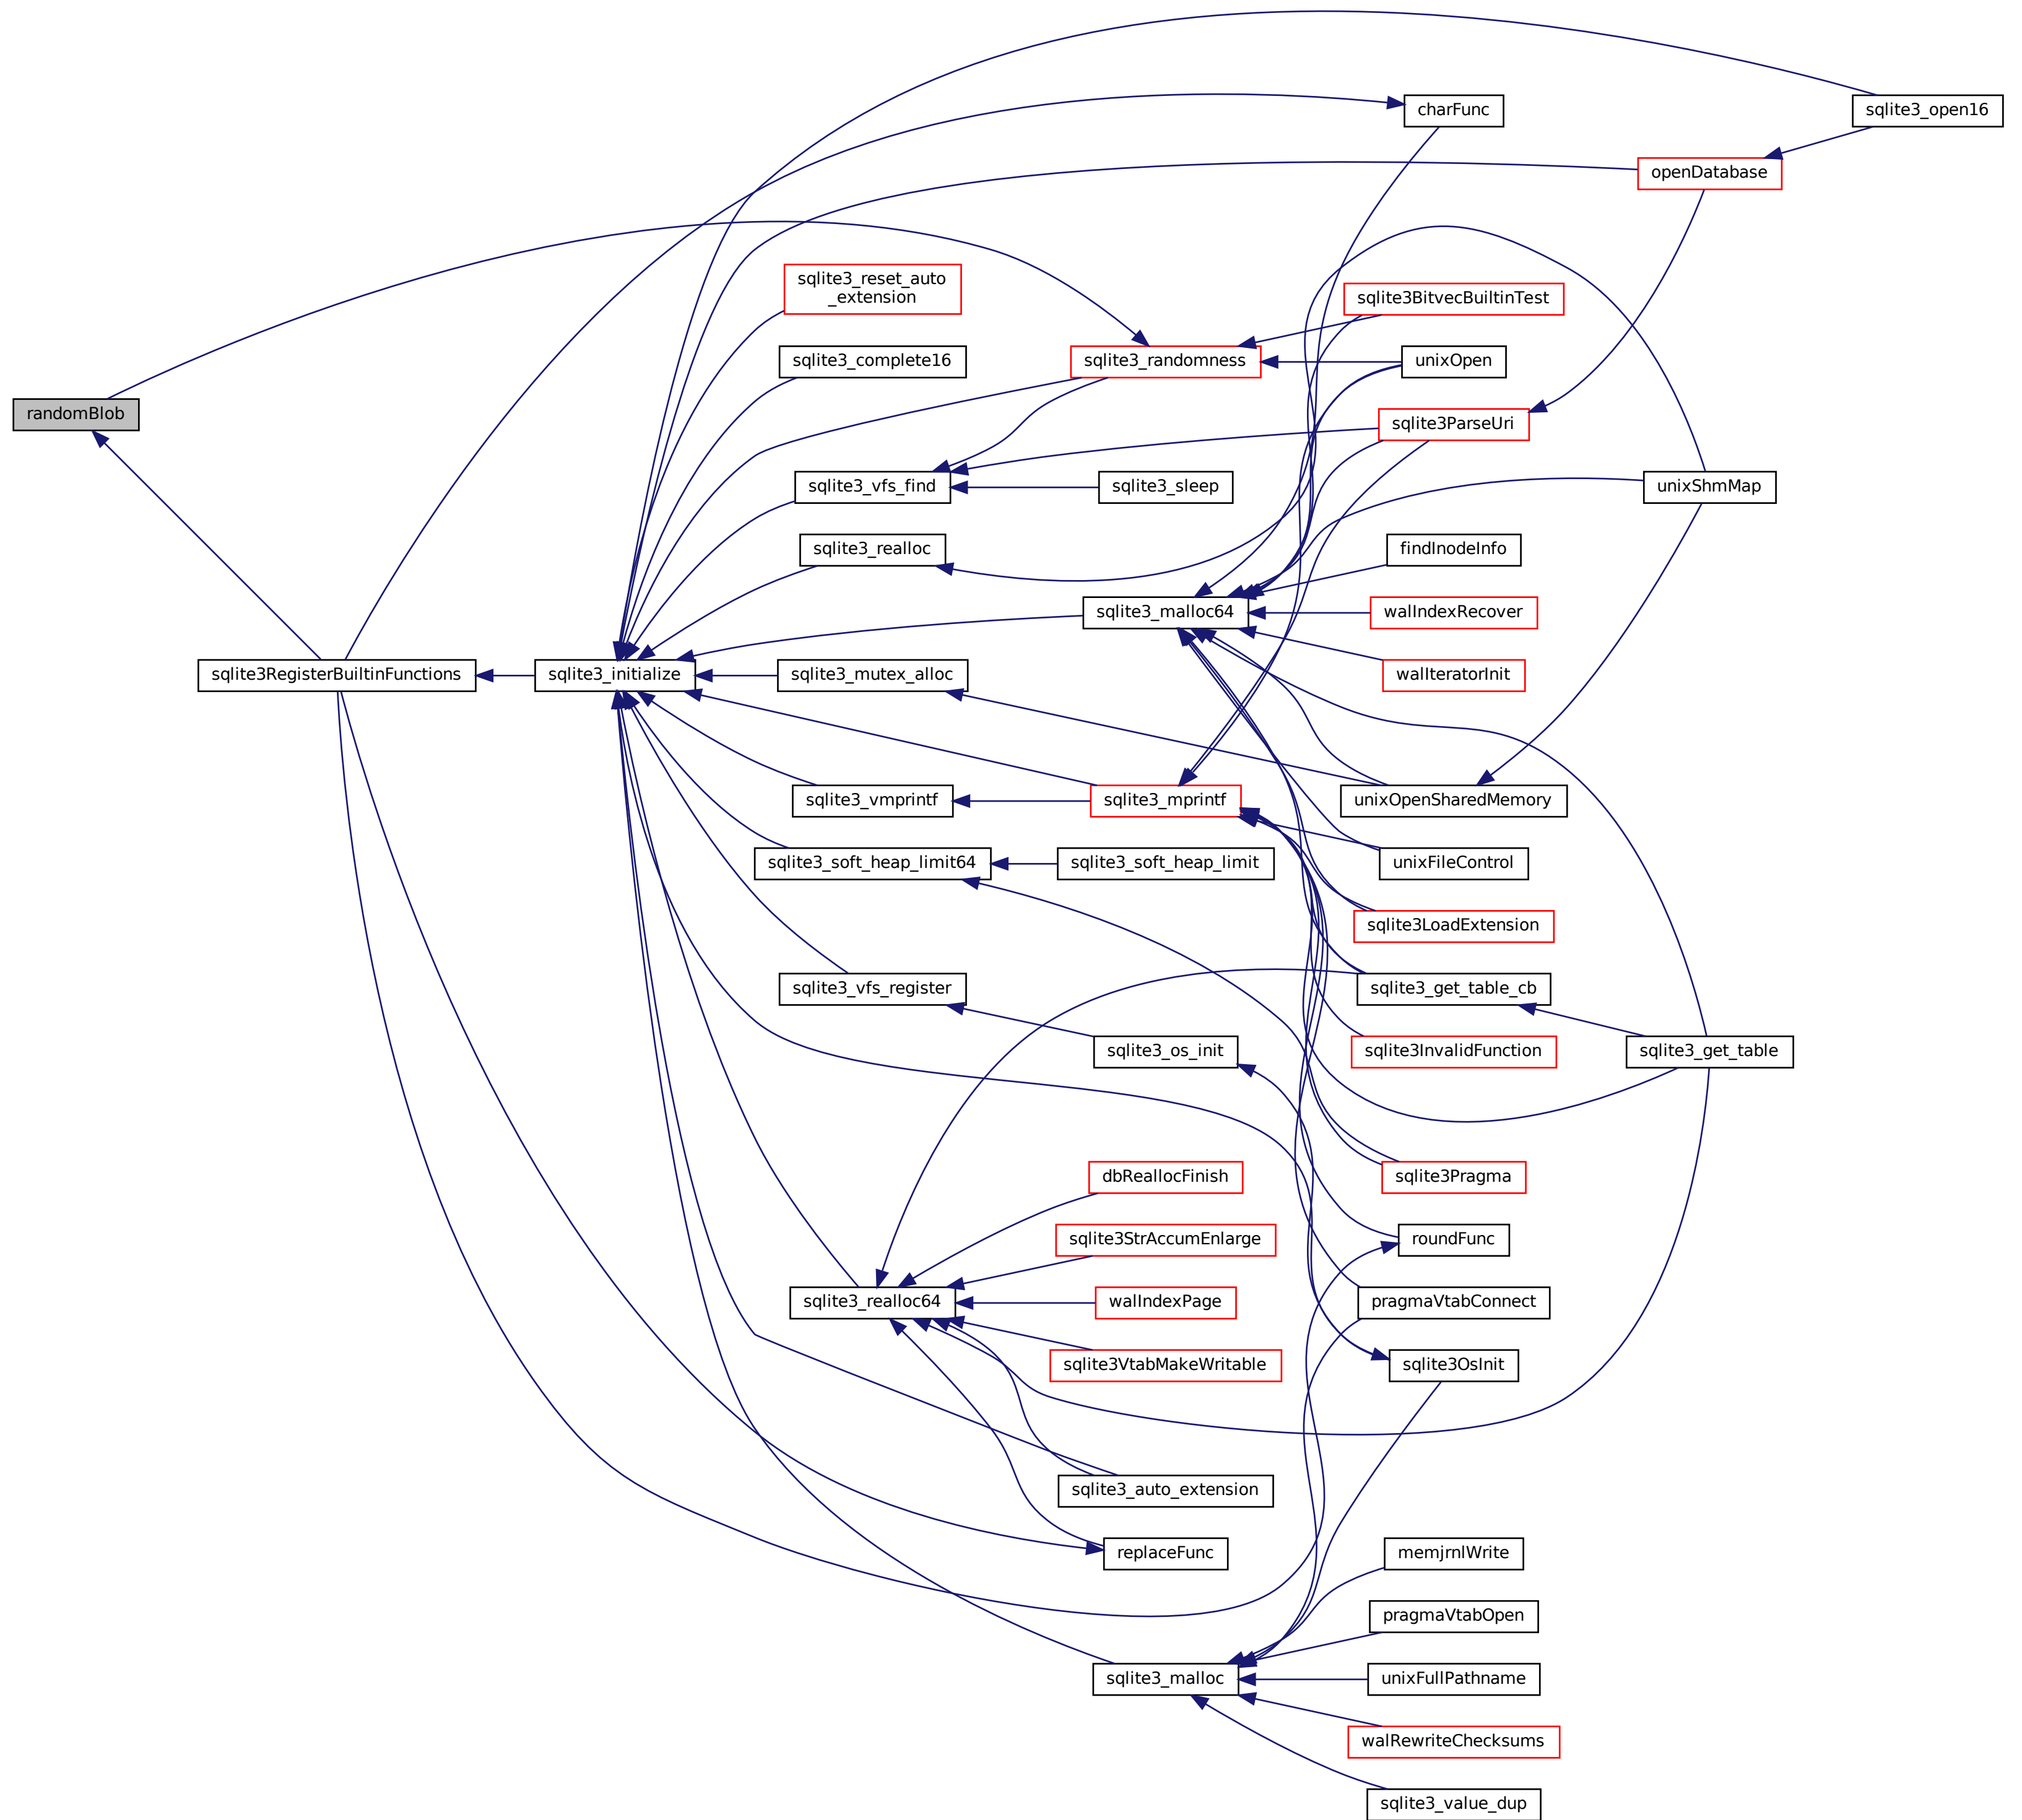 charFunc
sqlite3_open16
openDatabase
sqlite3_reset_auto
_extension
sqlite3BitvecBuiltinTest
sqlite3_complete16
sqlite3_randomness
unixOpen
randomBlob
sqlite3ParseUri
sqlite3_vfs_find
sqlite3_sleep
unixShmMap
sqlite3_realloc
findInodeInfo
sqlite3_malloc64
walIndexRecover
sqlite3RegisterBuiltinFunctions
sqlite3_initialize
sqlite3_mutex_alloc
walIteratorInit
sqlite3_vmprintf
sqlite3_mprintf
unixOpenSharedMemory
sqlite3_soft_heap_limit64
sqlite3_soft_heap_limit
unixFileControl
sqlite3LoadExtension
sqlite3_vfs_register
sqlite3_get_table_cb
sqlite3_os_init
sqlite3InvalidFunction
sqlite3_get_table
dbReallocFinish
sqlite3Pragma
sqlite3StrAccumEnlarge
roundFunc
sqlite3_realloc64
walIndexPage
pragmaVtabConnect
sqlite3VtabMakeWritable
sqlite3OsInit
sqlite3_auto_extension
replaceFunc
memjrnlWrite
pragmaVtabOpen
sqlite3_malloc
unixFullPathname
walRewriteChecksums
sqlite3_value_dup